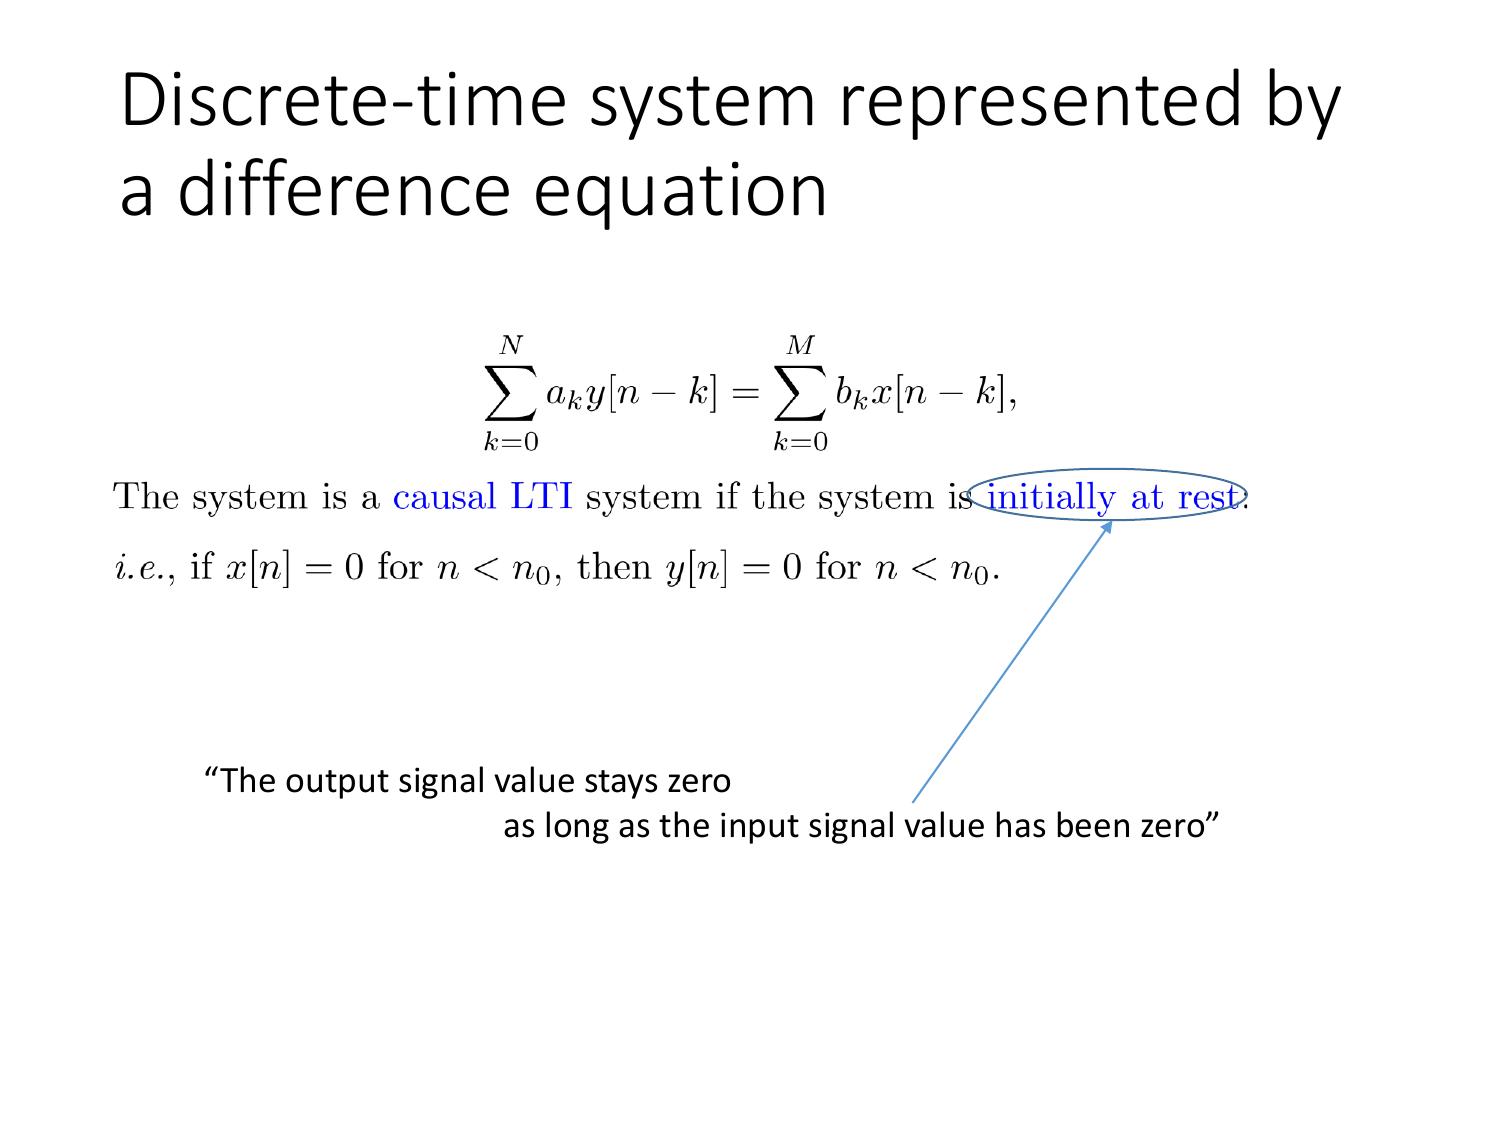 Discrete-time system represented by
a difference equation
\sum_{k=0}^{N} a_k y[n − k] = \sum_{k=0}^{M} b_k x[n − k],
The system is a causal LTI system if the system is initially at rest:
i.e., if x[n] = 0 for n < n_0, then y[n] = 0 for n < n_0.
“The output signal value stays zero
as long as the input signal value has been zero”